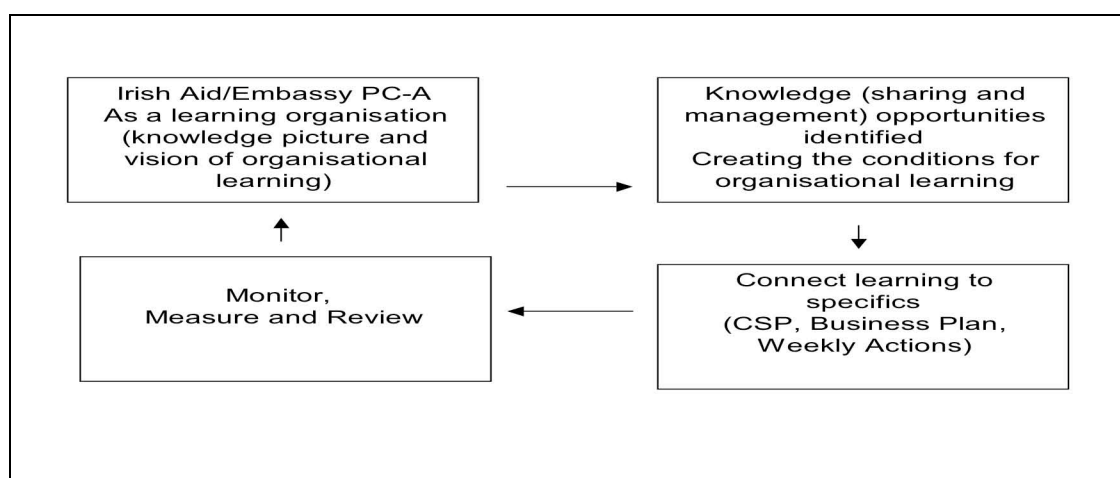 Irish Aid/Embassy PC-A
As a learning organisation
(knowledge picture and
vision of organisational
learning)
Knowledge (sharing and
management) opportunities
identified
Creating the conditions for
organisational learning
Connect learning to
specifics
(CSP, Business Plan,
Weekly Actions)
Monitor,
Measure and Review